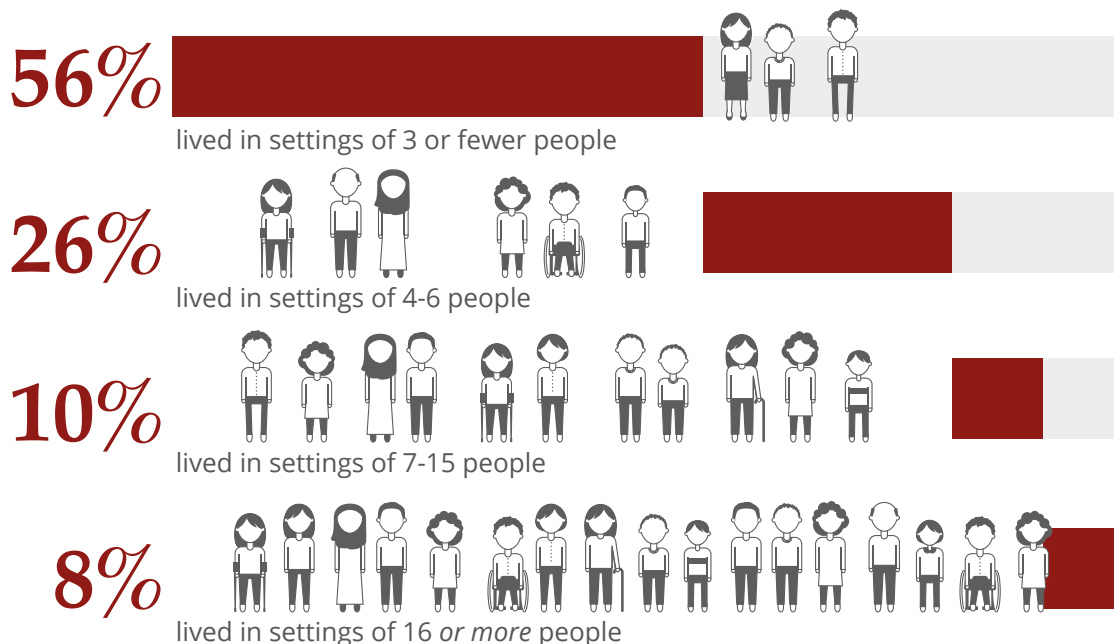 56%
lived in settings of 3 or fewer people
26%
lived in settings of 4-6 people
10%
lived in settings of 7-15 people
8%
lived in settings of 16 or more people